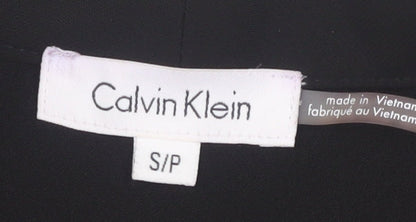 Calvin Klein
S/P
made in Vietnam
fabriqué au Vietnam